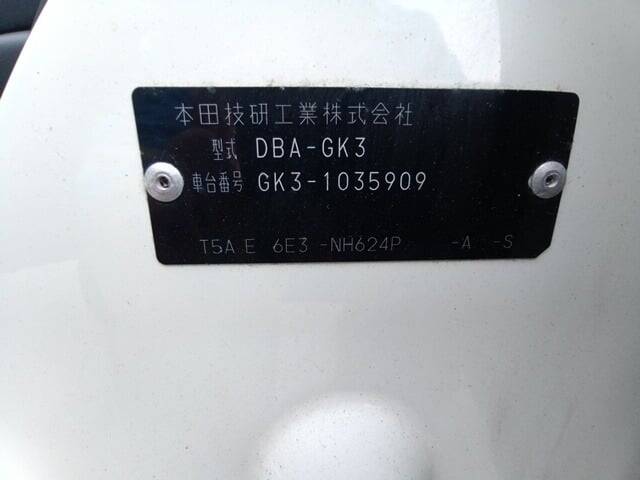 本田技研工業株式会社
型式 DBA-GK3
車台番号 GK3-1035909
T5A E 6E3 -NH624P -A -S